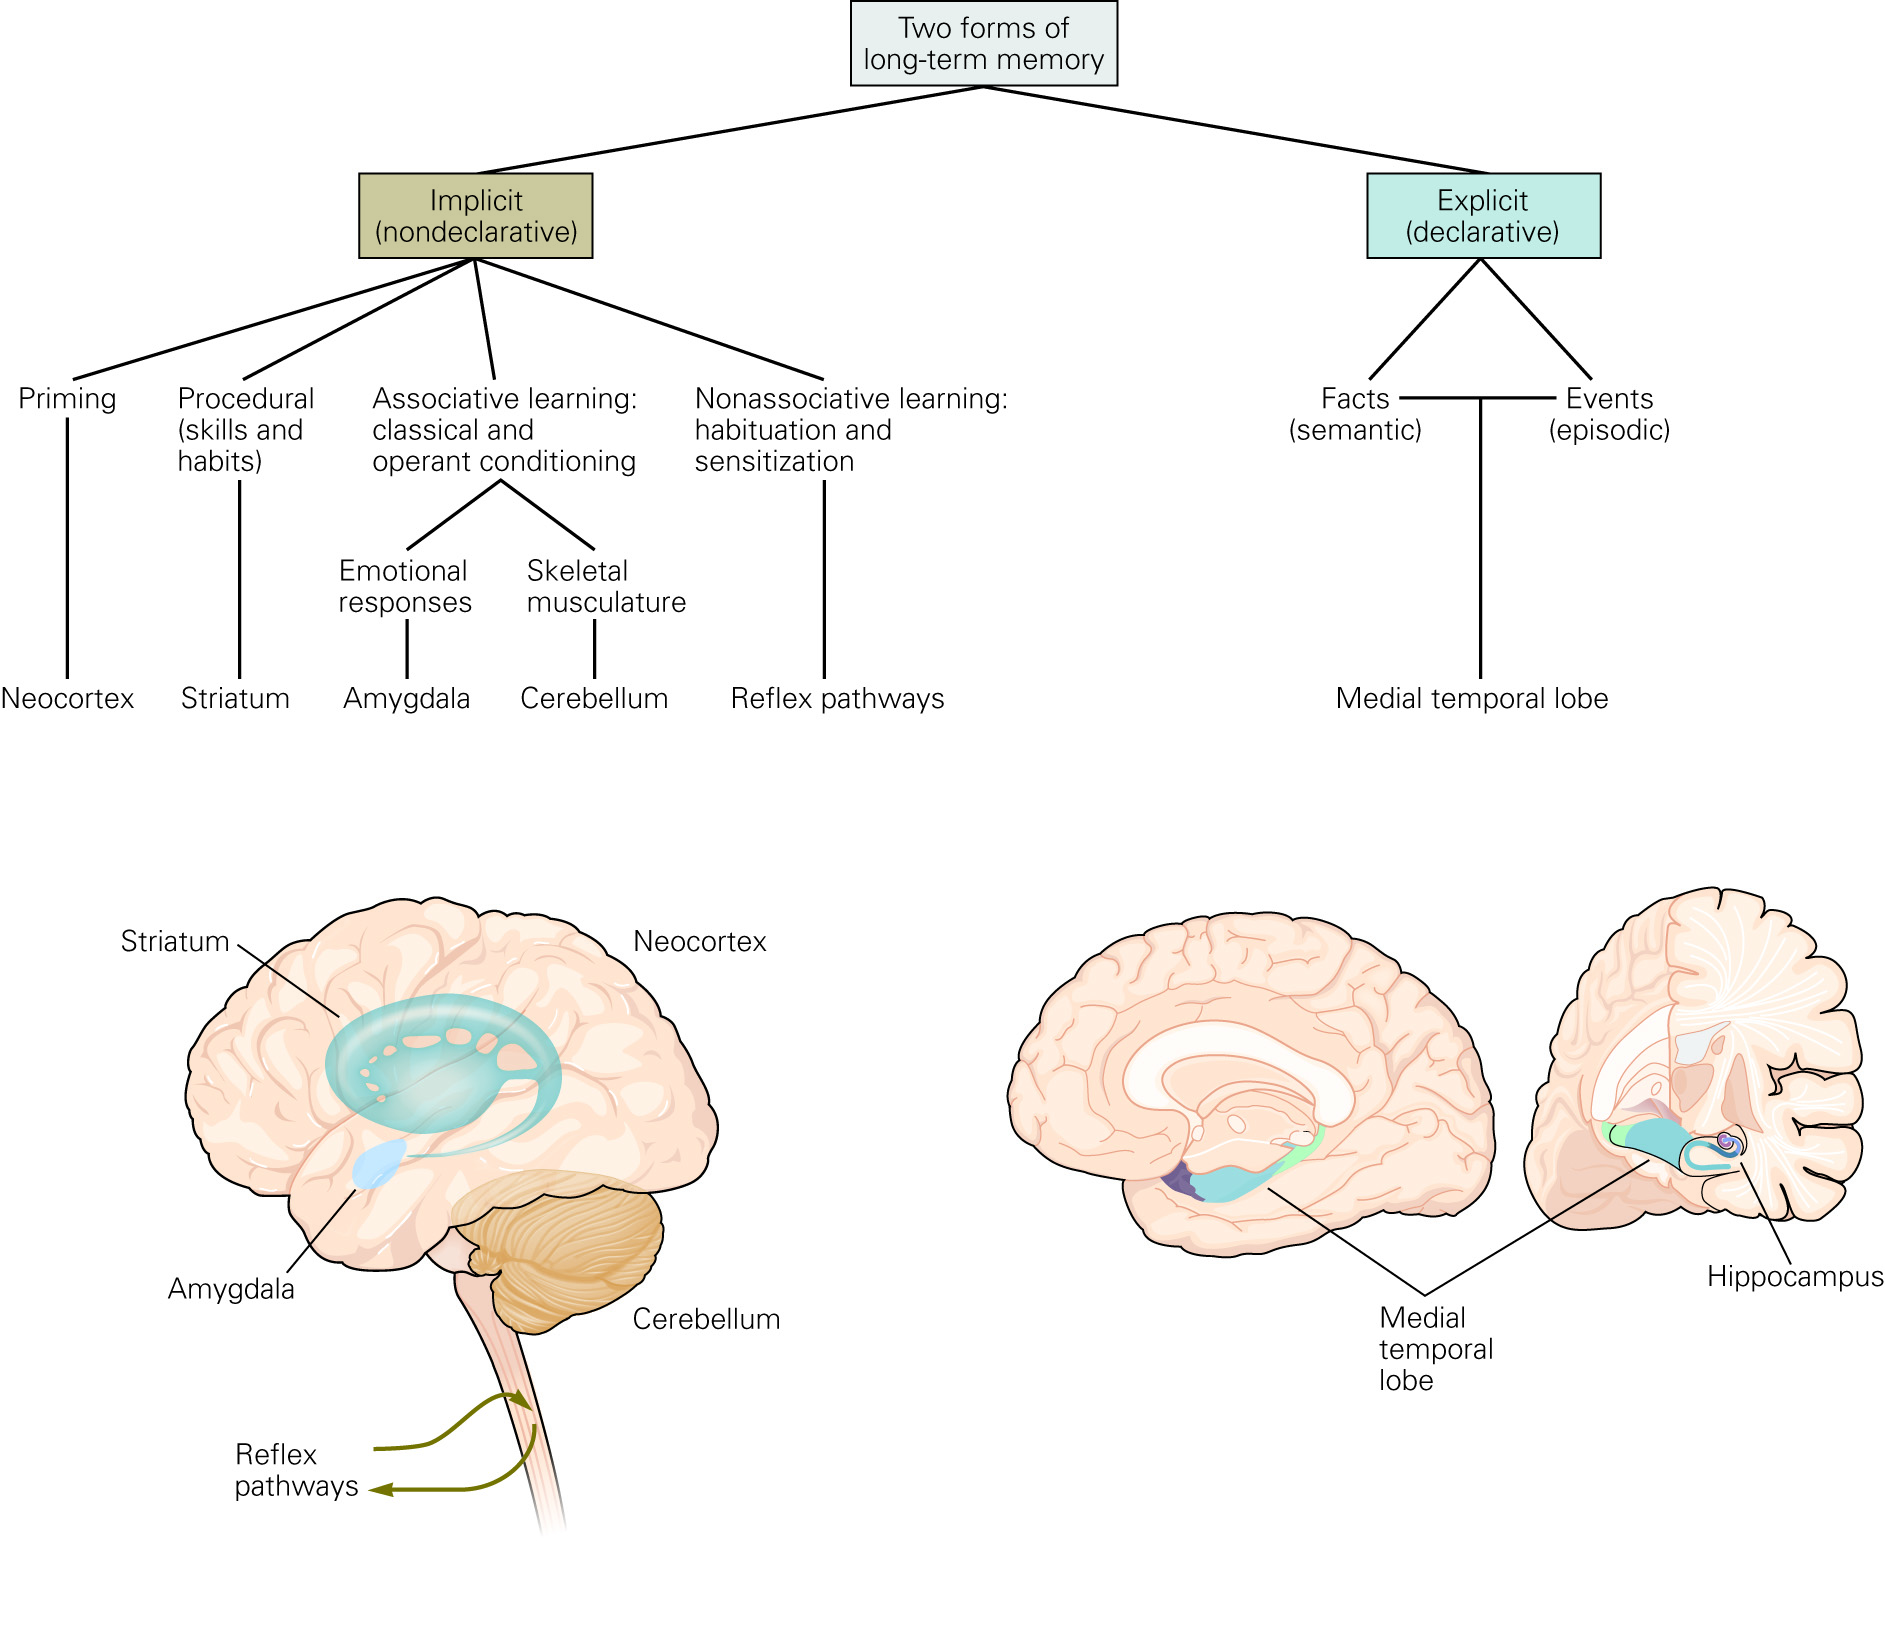 Two forms of
long-term memory
Implicit
(nondeclarative)
Explicit
(declarative)
Priming
Procedural
(skills and
habits)
Associative learning:
classical and
operant conditioning
Nonassociative learning:
habituation and
sensitization
Facts
(semantic)
Events
(episodic)
Emotional
responses
Skeletal
musculature
Neocortex
Striatum
Amygdala
Cerebellum
Reflex pathways
Medial temporal lobe
Striatum
Neocortex
Amygdala
Cerebellum
Reflex
pathways
Hippocampus
Medial
temporal
lobe